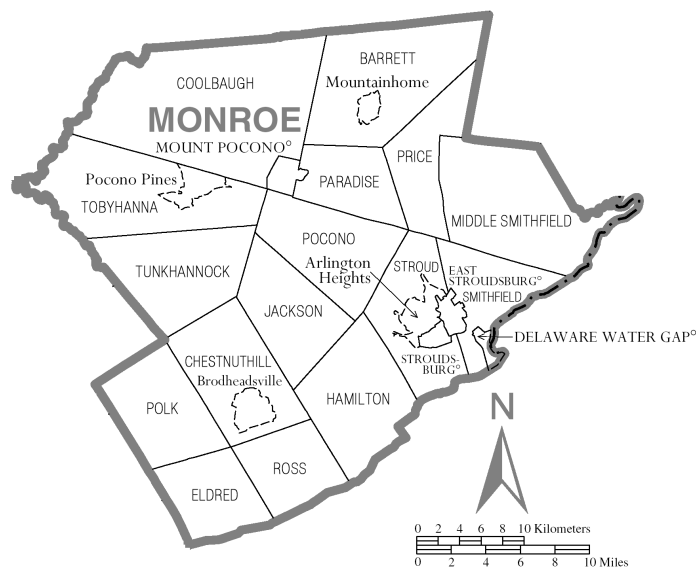 BARRETT
COOLBAUGH
Mountainhome
MONROE
MOUNT POCONO°
PRICE
Pocono Pines
PARADISE
TOBYHANNA
MIDDLE SMITHFIELD
POCONO
Arlington
Heights
STROUD
TUNKHANNOCK
EAST
STROUDSBURG°
SMITHFIELD
JACKSON
DELAWARE WATER GAP°
CHESTNUTHILL
STROUDS-
BURG°
Brodheadsville
POLK
HAMILTON
N
ROSS
ELDRED
0 2 4 6 8 10 Kilometers
0 2 4 6 8 10 Miles